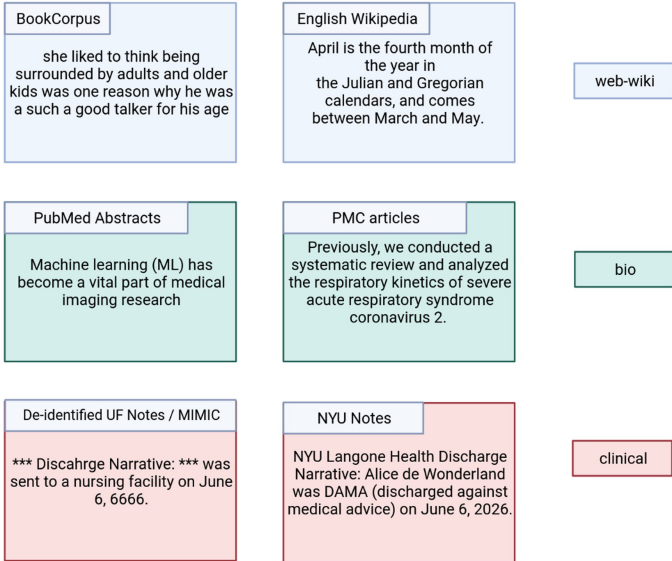 BookCorpus
she liked to think being
surrounded by adults and older
kids was one reason why he was
a such a good talker for his age
English Wikipedia
April is the fourth month of
the year in
the Julian and Gregorian
calendars, and comes
between March and May.
web-wiki
PubMed Abstracts
Machine learning (ML) has
become a vital part of medical
imaging research
PMC articles
Previously, we conducted a
systematic review and analyzed
the respiratory kinetics of severe
acute respiratory syndrome
coronavirus 2.
bio
De-identified UF Notes / MIMIC
*** Discahrge Narrative: *** was
sent to a nursing facility on June
6, 6666.
NYU Notes
NYU Langone Health Discharge
Narrative: Alice de Wonderland
was DAMA (discharged against
medical advice) on June 6, 2026.
clinical